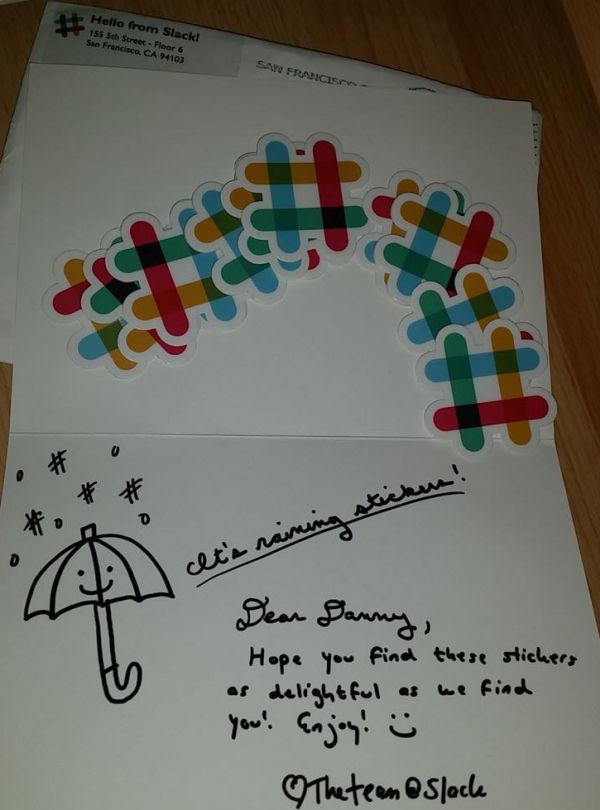 Hello from Slack!
155 5th Street - Floor 6
San Francisco, CA 94103
SAN FRANCISCO
It's raining stickers!
Dear Danny,
Hope you find these stickers
as delightful as we find
you! Enjoy! :)
♡The team@Slack